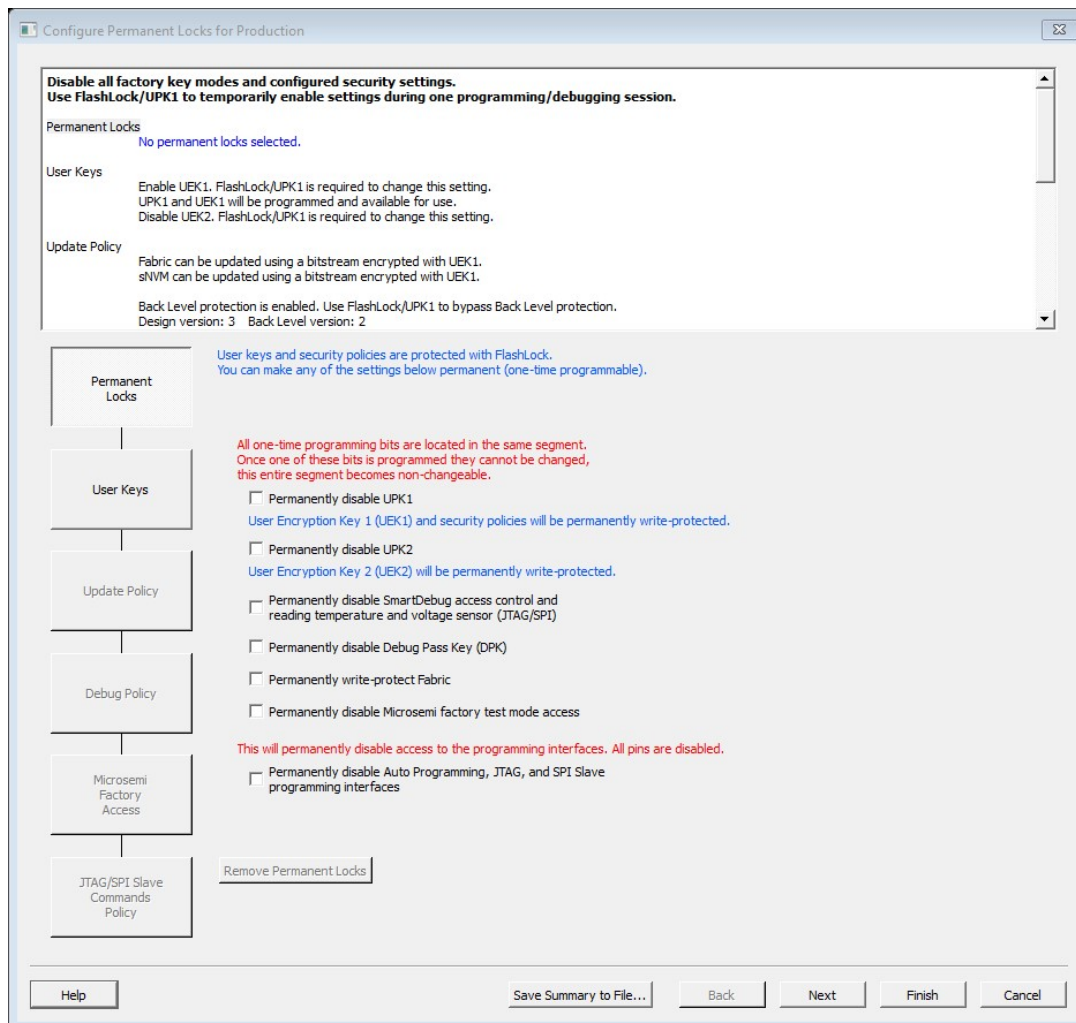 Configure Permanent Locks for Production
Disable all factory key modes and configured security settings.
Use FlashLock/UPK1 to temporarily enable settings during one programming/debugging session.
Permanent Locks
No permanent locks selected.
User Keys
Enable UEK1. FlashLock/UPK1 is required to change this setting.
UPK1 and UEK1 will be programmed and available for use.
Disable UEK2. FlashLock/UPK1 is required to change this setting.
Update Policy
Fabric can be updated using a bitstream encrypted with UEK1.
sNVM can be updated using a bitstream encrypted with UEK1.
Back Level protection is enabled. Use FlashLock/UPK1 to bypass Back Level protection.
Design version: 3 Back Level version: 2
Permanent
Locks
User keys and security policies are protected with FlashLock.
You can make any of the settings below permanent (one-time programmable).
All one-time programming bits are located in the same segment.
Once one of these bits is programmed they cannot be changed,
this entire segment becomes non-changeable.
User Keys
Permanently disable UPK1
User Encryption Key 1 (UEK1) and security policies will be permanently write-protected.
Permanently disable UPK2
User Encryption Key 2 (UEK2) will be permanently write-protected.
Update Policy
Permanently disable SmartDebug access control and
reading temperature and voltage sensor (JTAG/SPI)
Permanently disable Debug Pass Key (DPK)
Debug Policy
Permanently write-protect Fabric
Permanently disable Microsemi factory test mode access
This will permanently disable access to the programming interfaces. All pins are disabled.
Microsemi
Factory
Access
Permanently disable Auto Programming, JTAG, and SPI Slave
programming interfaces
JTAG/SPI Slave
Commands
Policy
Remove Permanent Locks
Help
Save Summary to File...
Back
Next
Finish
Cancel